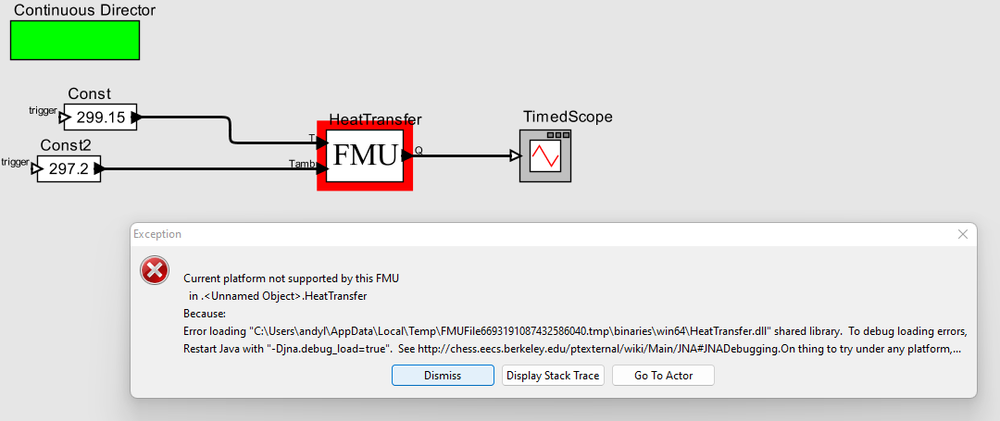 Continuous Director
Const
trigger
299.15
Const2
trigger
297.2
HeatTransfer
T
Tamb
FMU
Q
TimedScope
Exception
Current platform not supported by this FMU
in .<Unnamed Object>.HeatTransfer
Because:
Error loading "C:\Users\andyl\AppData\Local\Temp\FMUFile6693191087432586040.tmp\binaries\win64\HeatTransfer.dll" shared library.  To debug loading errors,
Restart Java with "-Djna.debug_load=true".  See http://chess.eecs.berkeley.edu/ptexternal/wiki/Main/JNA#JNADebugging.On thing to try under any platform,...
Dismiss
Display Stack Trace
Go To Actor